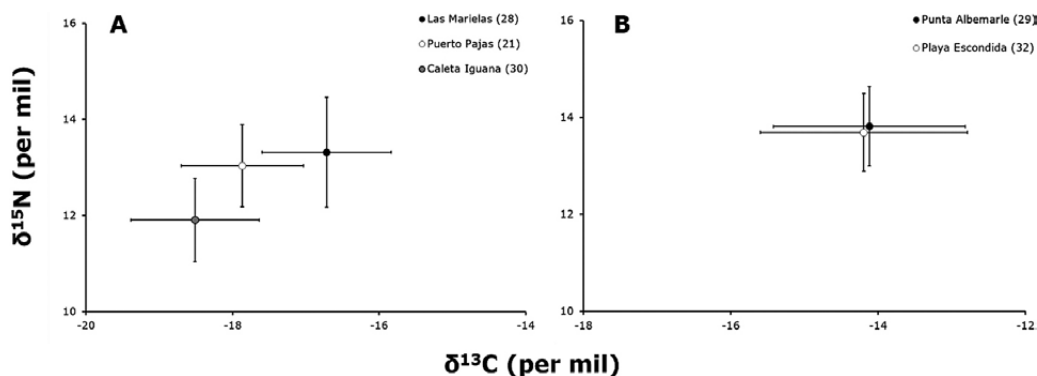 A
B
Las Marielas (28)
Puerto Pajas (21)
Caleta Iguana (30)
Punta Albemarle (29)
Playa Escondida (32)
δ¹⁵N (per mil)
16
14
12
10
-20
-18
-16
-14
16
14
12
10
-18
-16
-14
-12
δ¹³C (per mil)